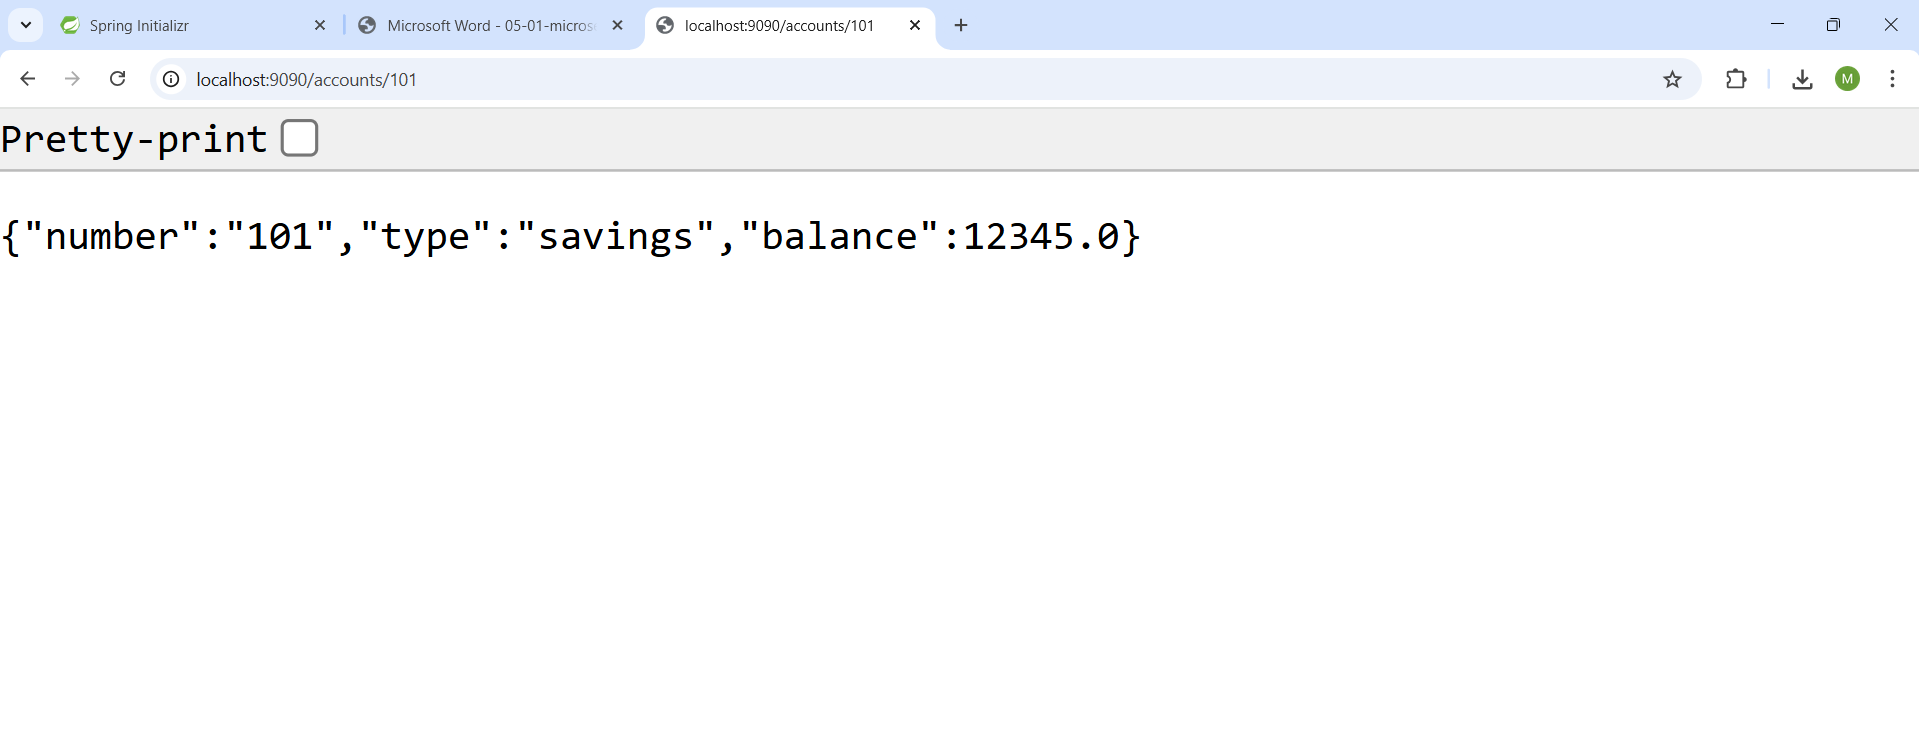 Spring Initializr
Microsoft Word - 05-01-micros
localhost:9090/accounts/101
localhost:9090/accounts/101
M
Pretty-print
{"number":"101","type":"savings","balance":12345.0}